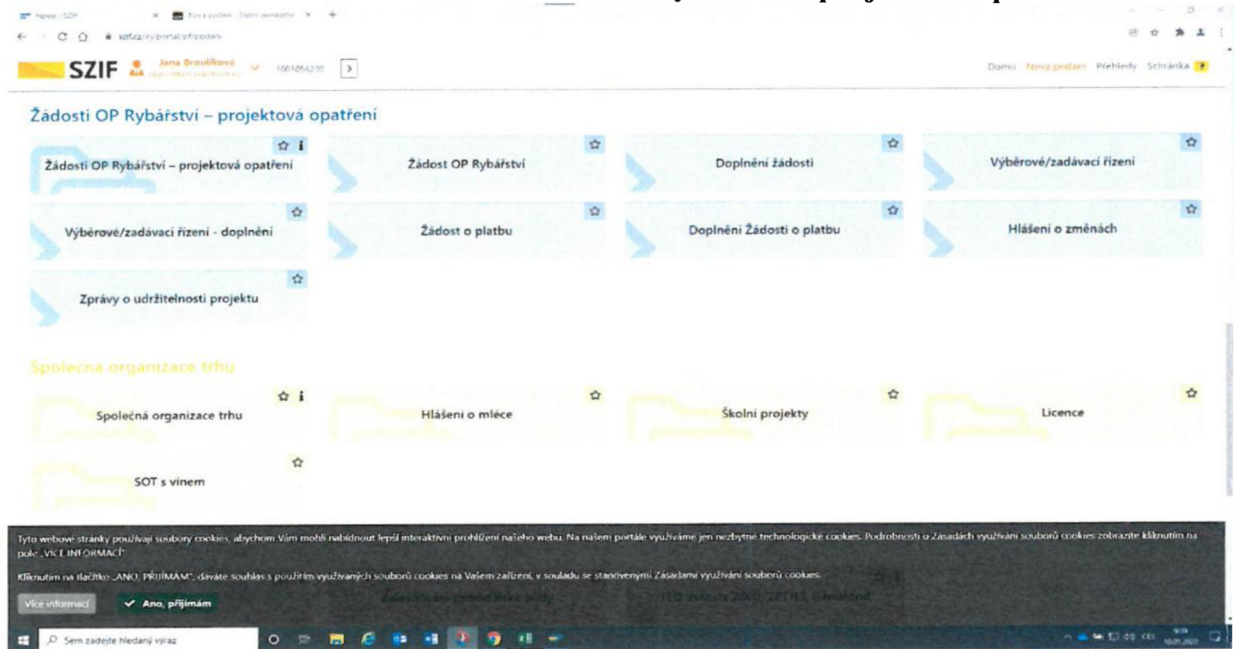 Home - SZIF
SZIF Jana Brouliková Domů Nová podání Přehledy Schránka
Žádosti OP Rybářství – projektová opatření
Žádosti OP Rybářství – projektová opatření
Žádost OP Rybářství
Doplnění žádosti
Výběrové/zadávací řízení
Výběrové/zadávací řízení - doplnění
Žádost o platbu
Doplnění Žádosti o platbu
Hlášení o změnách
Zprávy o udržitelnosti projektu
Společná organizace trhu
Společná organizace trhu
Hlášení o mléce
Školní projekty
Licence
SOT s vínem
Tyto webové stránky používají soubory cookies, abychom Vám mohli nabídnout lepší interaktivní prohlížení našeho webu. Na našem portále využíváme jen nezbytné technologické cookies. Podrobnosti o Zásadách využívání souborů cookies zobrazíte kliknutím na
pole „VÍCE INFORMACÍ"
Kliknutím na tlačítko „ANO, PŘIJÍMÁM", dáváte souhlas s použitím využívaných souborů cookies na Vašem zařízení, v souladu se stanovenými Zásadami využívání souborů cookies.
Více informací Ano, přijímám
Sem zadejte hledaný výraz